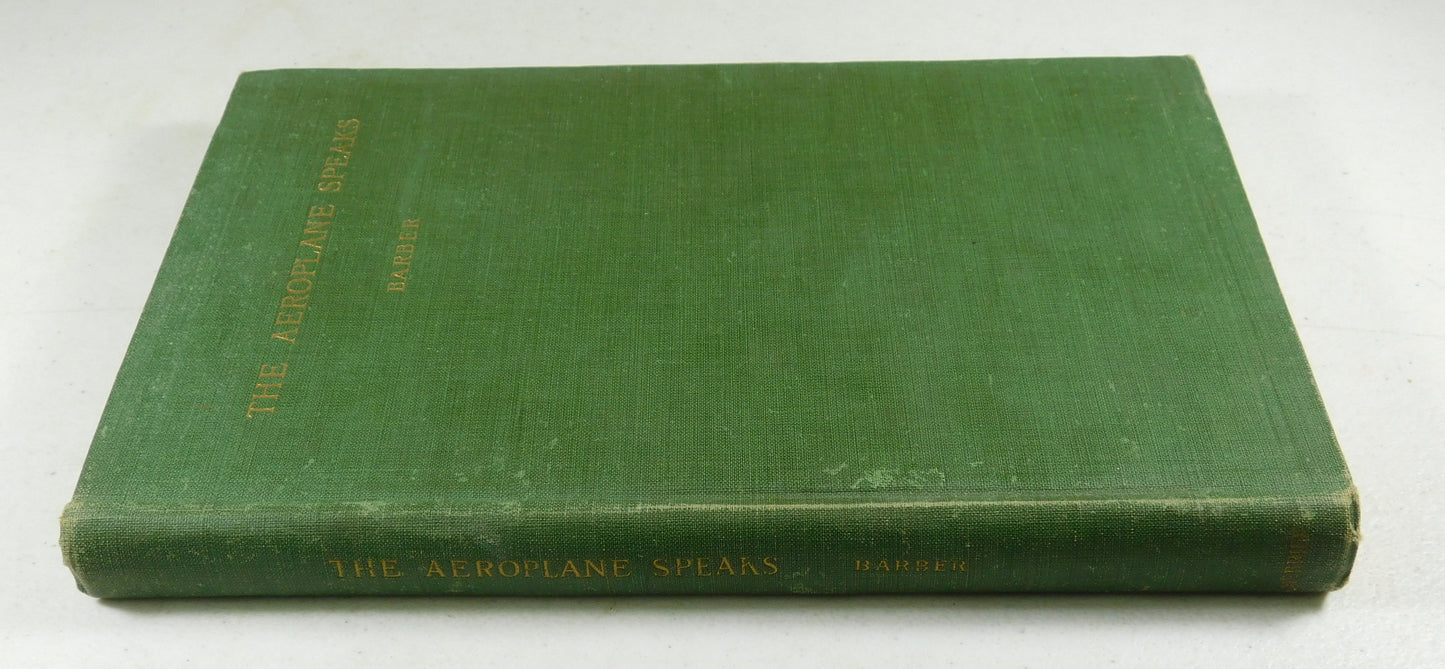 THE AEROPLANE SPEAKS
BARBER
THE AEROPLANE SPEAKS BARBER